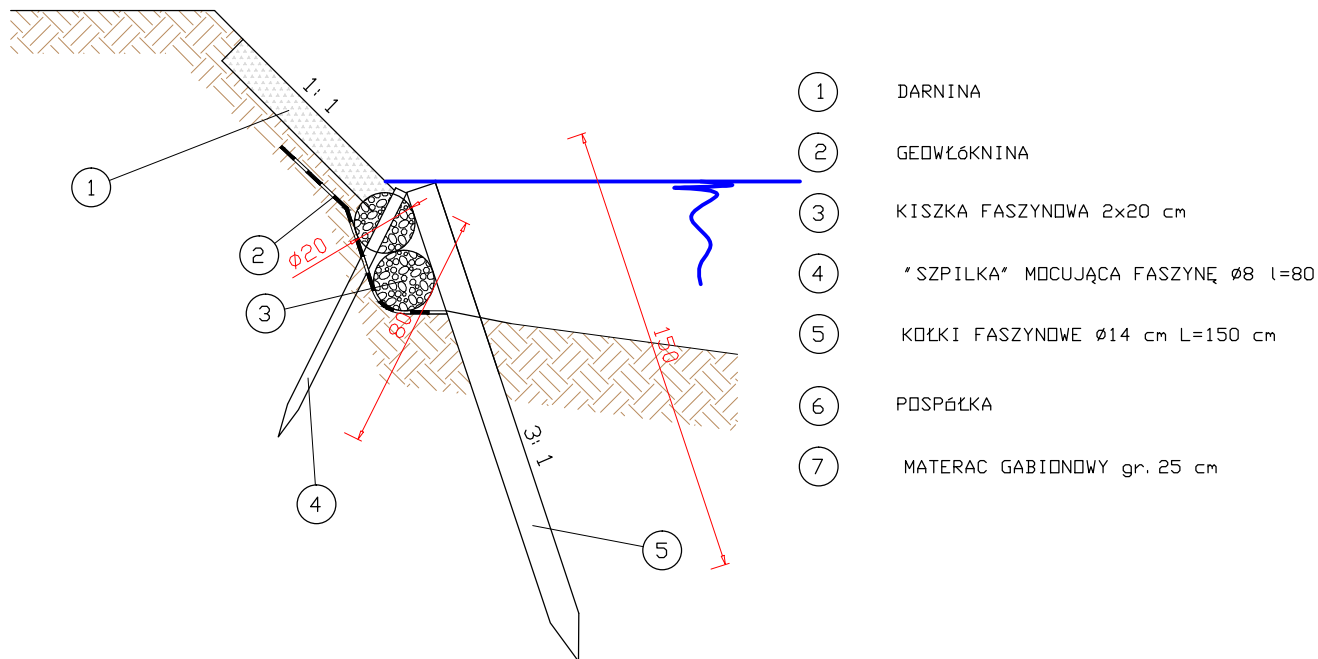 1 DARNINA
2 GEOWŁÓKNINA
3 KISZKA FASZYNOWA 2x20 cm
4 "SZPILKA" MOCUJĄCA FASZYNĘ Ø8 l=80
5 KOŁKI FASZYNOWE Ø14 cm L=150 cm
6 POSPÓŁKA
7 MATERAC GABIONOWY gr. 25 cm
1:1
1
2
Ø20
3
80
150
3:1
4
5